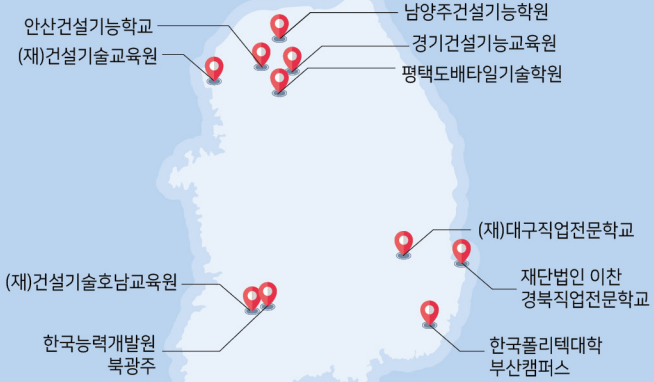 남양주건설기능학원
안산건설기능학교
경기건설기능교육원
(재)건설기술교육원
평택도배타일기술학원
(재)대구직업전문학교
재단법인 이찬
경북직업전문학교
(재)건설기술호남교육원
한국능력개발원
북광주
한국폴리텍대학
부산캠퍼스